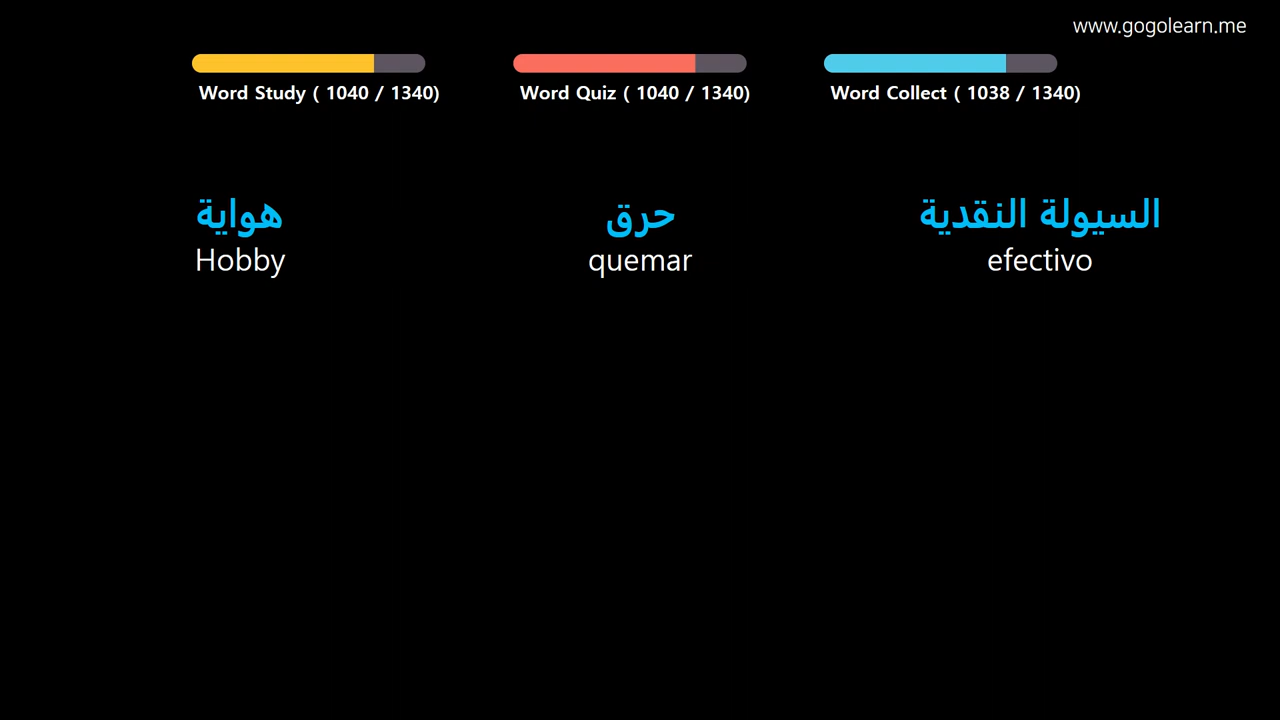 www.gogolearn.me
Word Study ( 1040 / 1340)
Word Quiz ( 1040 / 1340)
Word Collect ( 1038 / 1340)
هواية
Hobby
حرق
quemar
السيولة النقدية
efectivo